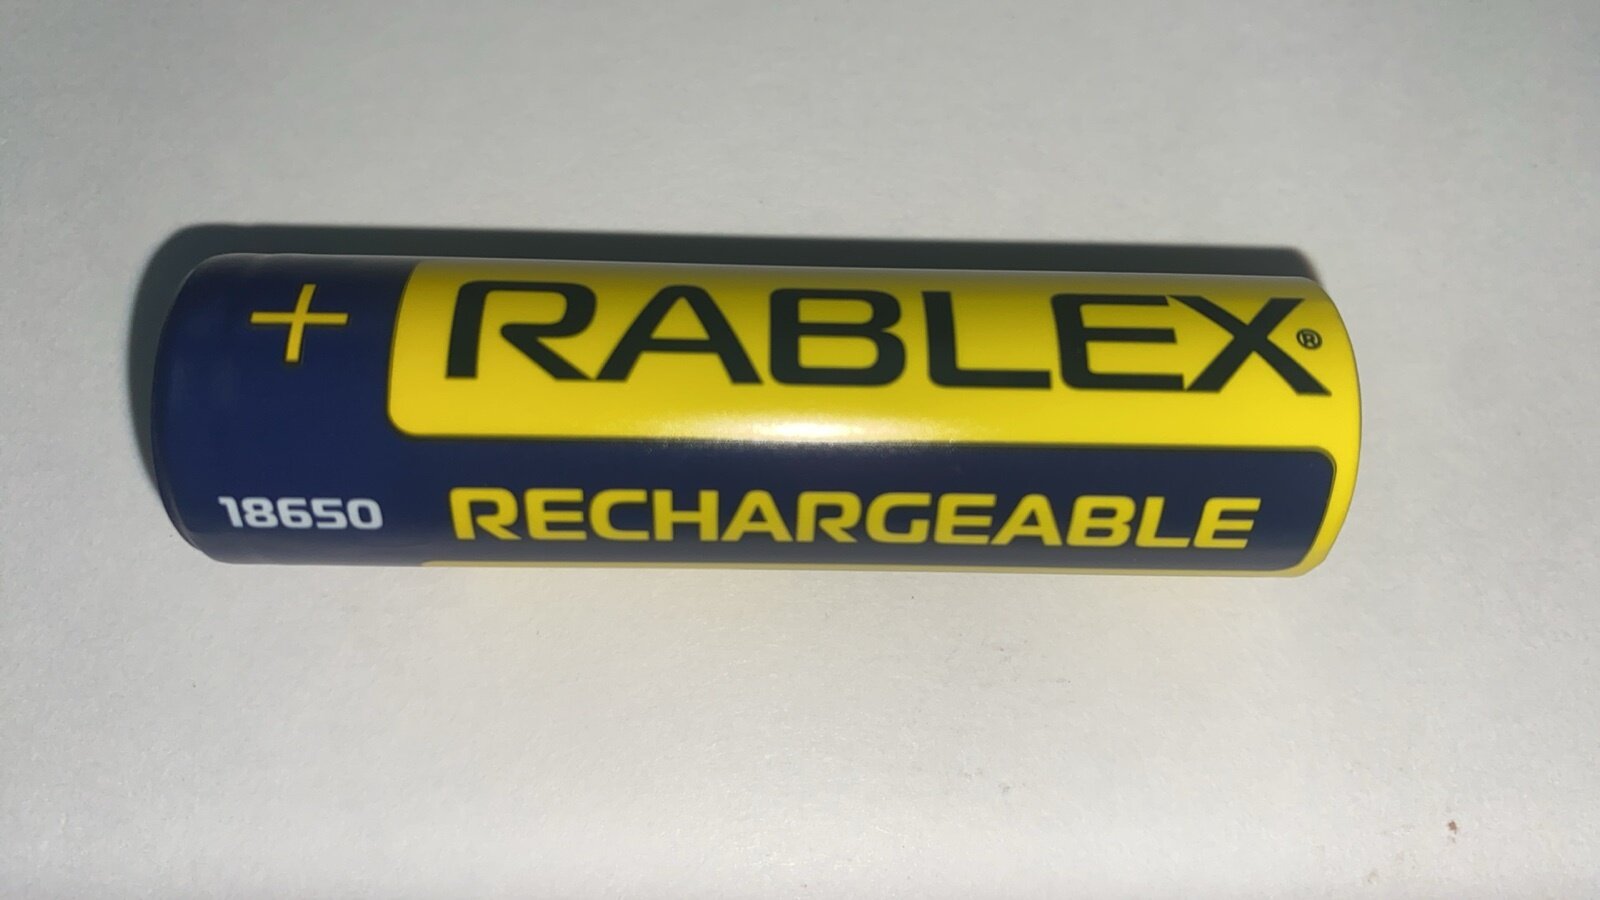 +
RABLEX®
18650
RECHARGEABLE